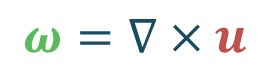 ω = ∇ × u